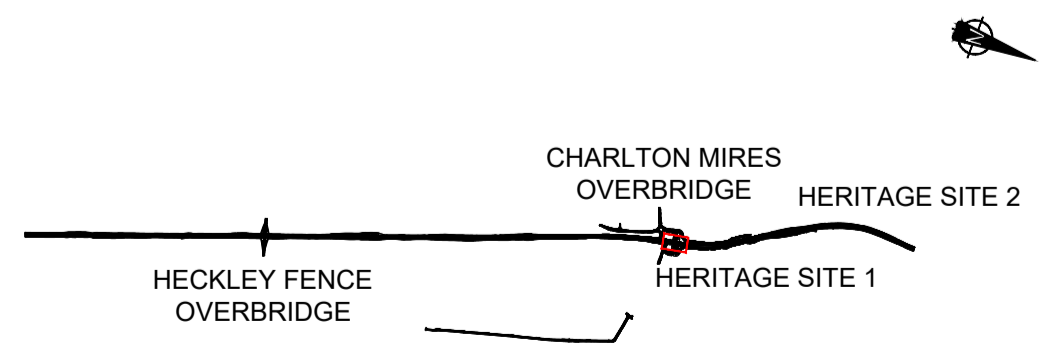 N
CHARLTON MIRES
OVERBRIDGE
HERITAGE SITE 2
HECKLEY FENCE
OVERBRIDGE
HERITAGE SITE 1